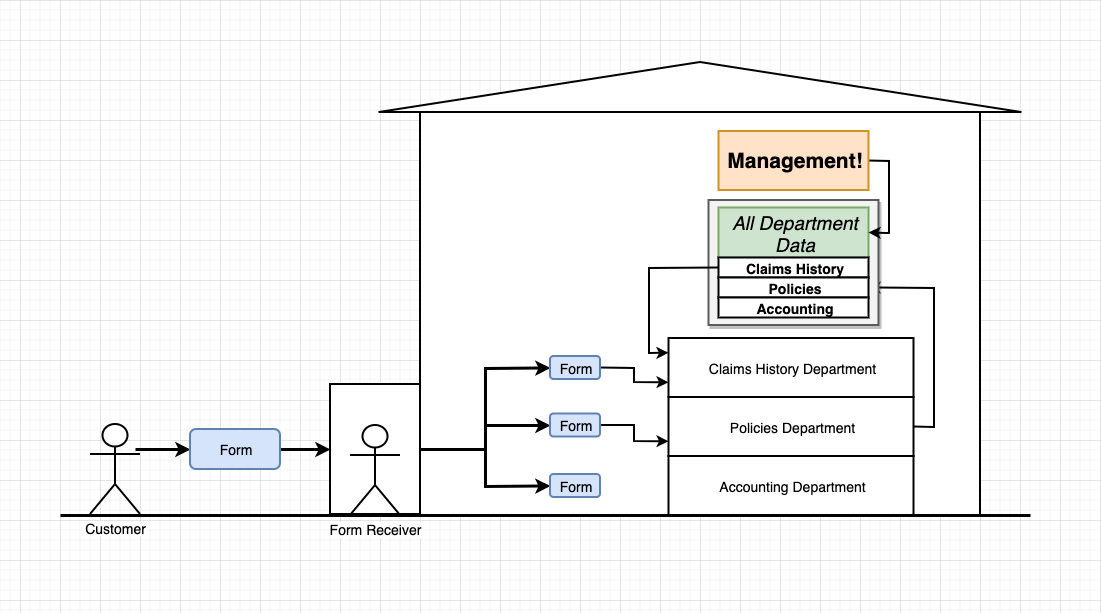 Management!
All Department
Data
Claims History
Policies
Accounting
Form
Claims History Department
Form
Policies Department
Form
Form
Accounting Department
Customer
Form Receiver